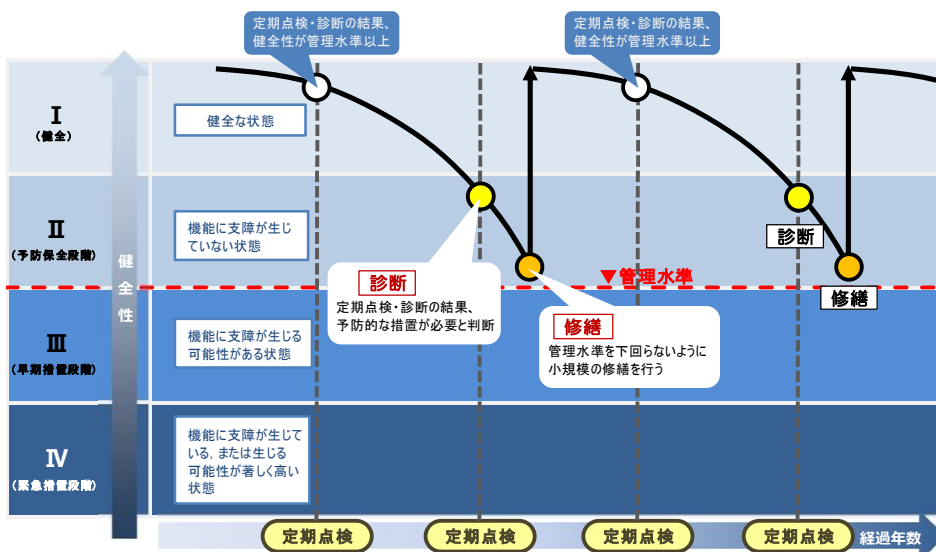 定期点検・診断の結果、
健全性が管理水準以上
定期点検・診断の結果、
健全性が管理水準以上
Ⅰ
(健全)
健全な状態
Ⅱ
(予防保全段階)
機能に支障が生じ
ていない状態
健全性
診断
定期点検・診断の結果、
予防的な措置が必要と判断
▼管理水準
修繕
管理水準を下回らないように
小規模の修繕を行う
診断
修繕
Ⅲ
(早期措置段階)
機能に支障が生じる
可能性がある状態
Ⅳ
(緊急措置段階)
機能に支障が生じて
いる，または生じる
可能性が著しく高い
状態
定期点検
定期点検
定期点検
定期点検
経過年数